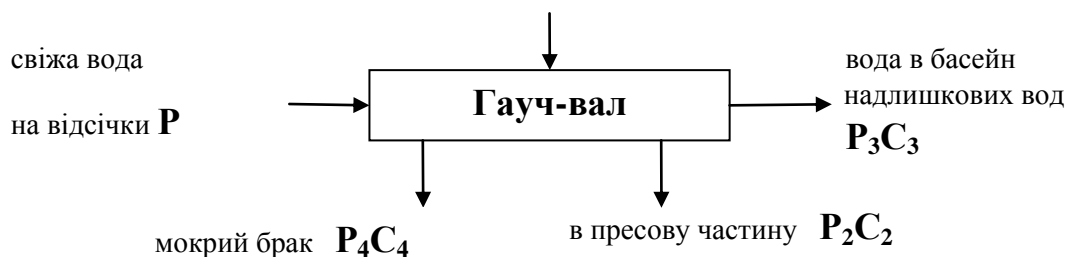 свіжа вода
на відсічки P
Гауч-вал
вода в басейн
надлишкових вод
P₃C₃
мокрий брак P₄C₄
в пресову частину P₂C₂